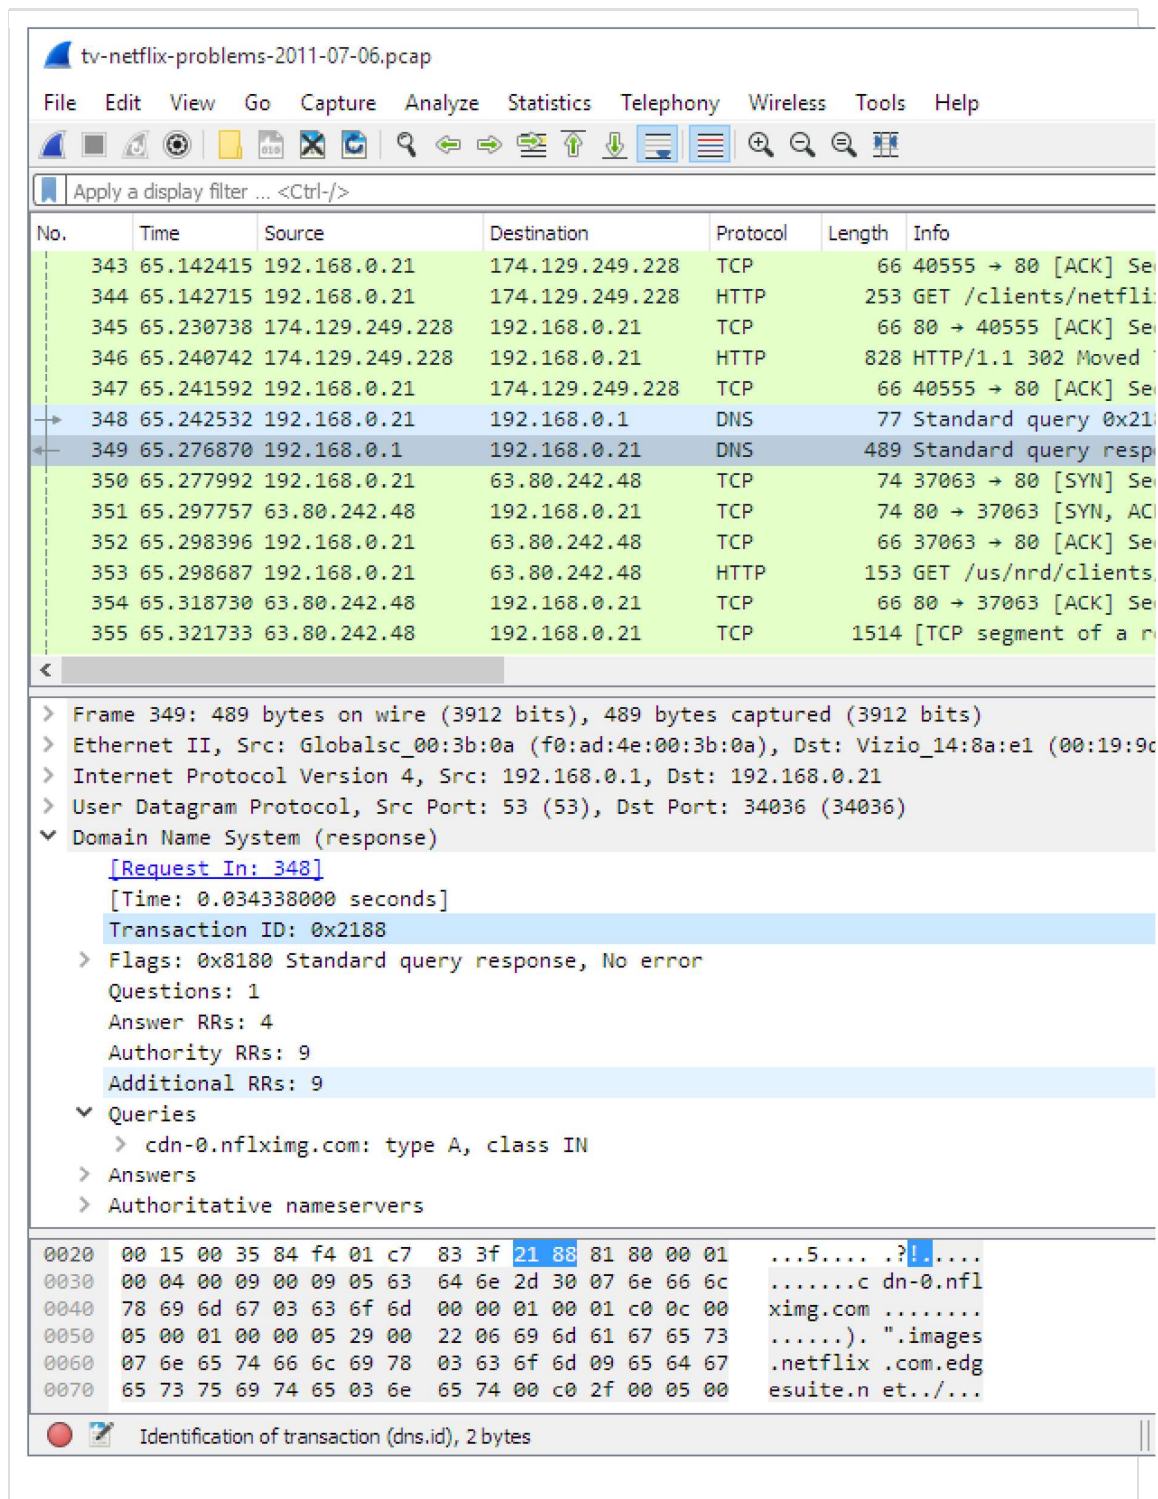 tv-netflix-problems-2011-07-06.pcap
File Edit View Go Capture Analyze Statistics Telephony Wireless Tools Help
Apply a display filter ... <Ctrl-/>
No. Time Source Destination Protocol Length Info
343 65.142415 192.168.0.21 174.129.249.228 TCP 66 40555 → 80 [ACK] Se
344 65.142715 192.168.0.21 174.129.249.228 HTTP 253 GET /clients/netfli
345 65.230738 174.129.249.228 192.168.0.21 TCP 66 80 → 40555 [ACK] Se
346 65.240742 174.129.249.228 192.168.0.21 HTTP 828 HTTP/1.1 302 Moved
347 65.241592 192.168.0.21 174.129.249.228 TCP 66 40555 → 80 [ACK] Se
348 65.242532 192.168.0.21 192.168.0.1 DNS 77 Standard query 0x21
349 65.276870 192.168.0.1 192.168.0.21 DNS 489 Standard query resp
350 65.277992 192.168.0.21 63.80.242.48 TCP 74 37063 → 80 [SYN] Se
351 65.297757 63.80.242.48 192.168.0.21 TCP 74 80 → 37063 [SYN, AC
352 65.298396 192.168.0.21 63.80.242.48 TCP 66 37063 → 80 [ACK] Se
353 65.298687 192.168.0.21 63.80.242.48 HTTP 153 GET /us/nrd/clients
354 65.318730 63.80.242.48 192.168.0.21 TCP 66 80 → 37063 [ACK] Se
355 65.321733 63.80.242.48 192.168.0.21 TCP 1514 [TCP segment of a r
Frame 349: 489 bytes on wire (3912 bits), 489 bytes captured (3912 bits)
Ethernet II, Src: Globalsc_00:3b:0a (f0:ad:4e:00:3b:0a), Dst: Vizio_14:8a:e1 (00:19:9d
Internet Protocol Version 4, Src: 192.168.0.1, Dst: 192.168.0.21
User Datagram Protocol, Src Port: 53 (53), Dst Port: 34036 (34036)
Domain Name System (response)
[Request In: 348]
[Time: 0.034338000 seconds]
Transaction ID: 0x2188
Flags: 0x8180 Standard query response, No error
Questions: 1
Answer RRs: 4
Authority RRs: 9
Additional RRs: 9
Queries
cdn-0.nflximg.com: type A, class IN
Answers
Authoritative nameservers
0020 00 15 00 35 84 f4 01 c7 83 3f 21 88 81 80 00 01 ...5.... .?!.....
0030 00 04 00 09 00 09 05 63 64 6e 2d 30 07 6e 66 6c .......c dn-0.nfl
0040 78 69 6d 67 03 63 6f 6d 00 00 01 00 01 c0 0c 00 ximg.com ........
0050 05 00 01 00 00 05 29 00 22 06 69 6d 61 67 65 73 ......). ".images
0060 07 6e 65 74 66 6c 69 78 03 63 6f 6d 09 65 64 67 .netflix .com.edg
0070 65 73 75 69 74 65 03 6e 65 74 00 c0 2f 00 05 00 esuite.n et../...
Identification of transaction (dns.id), 2 bytes